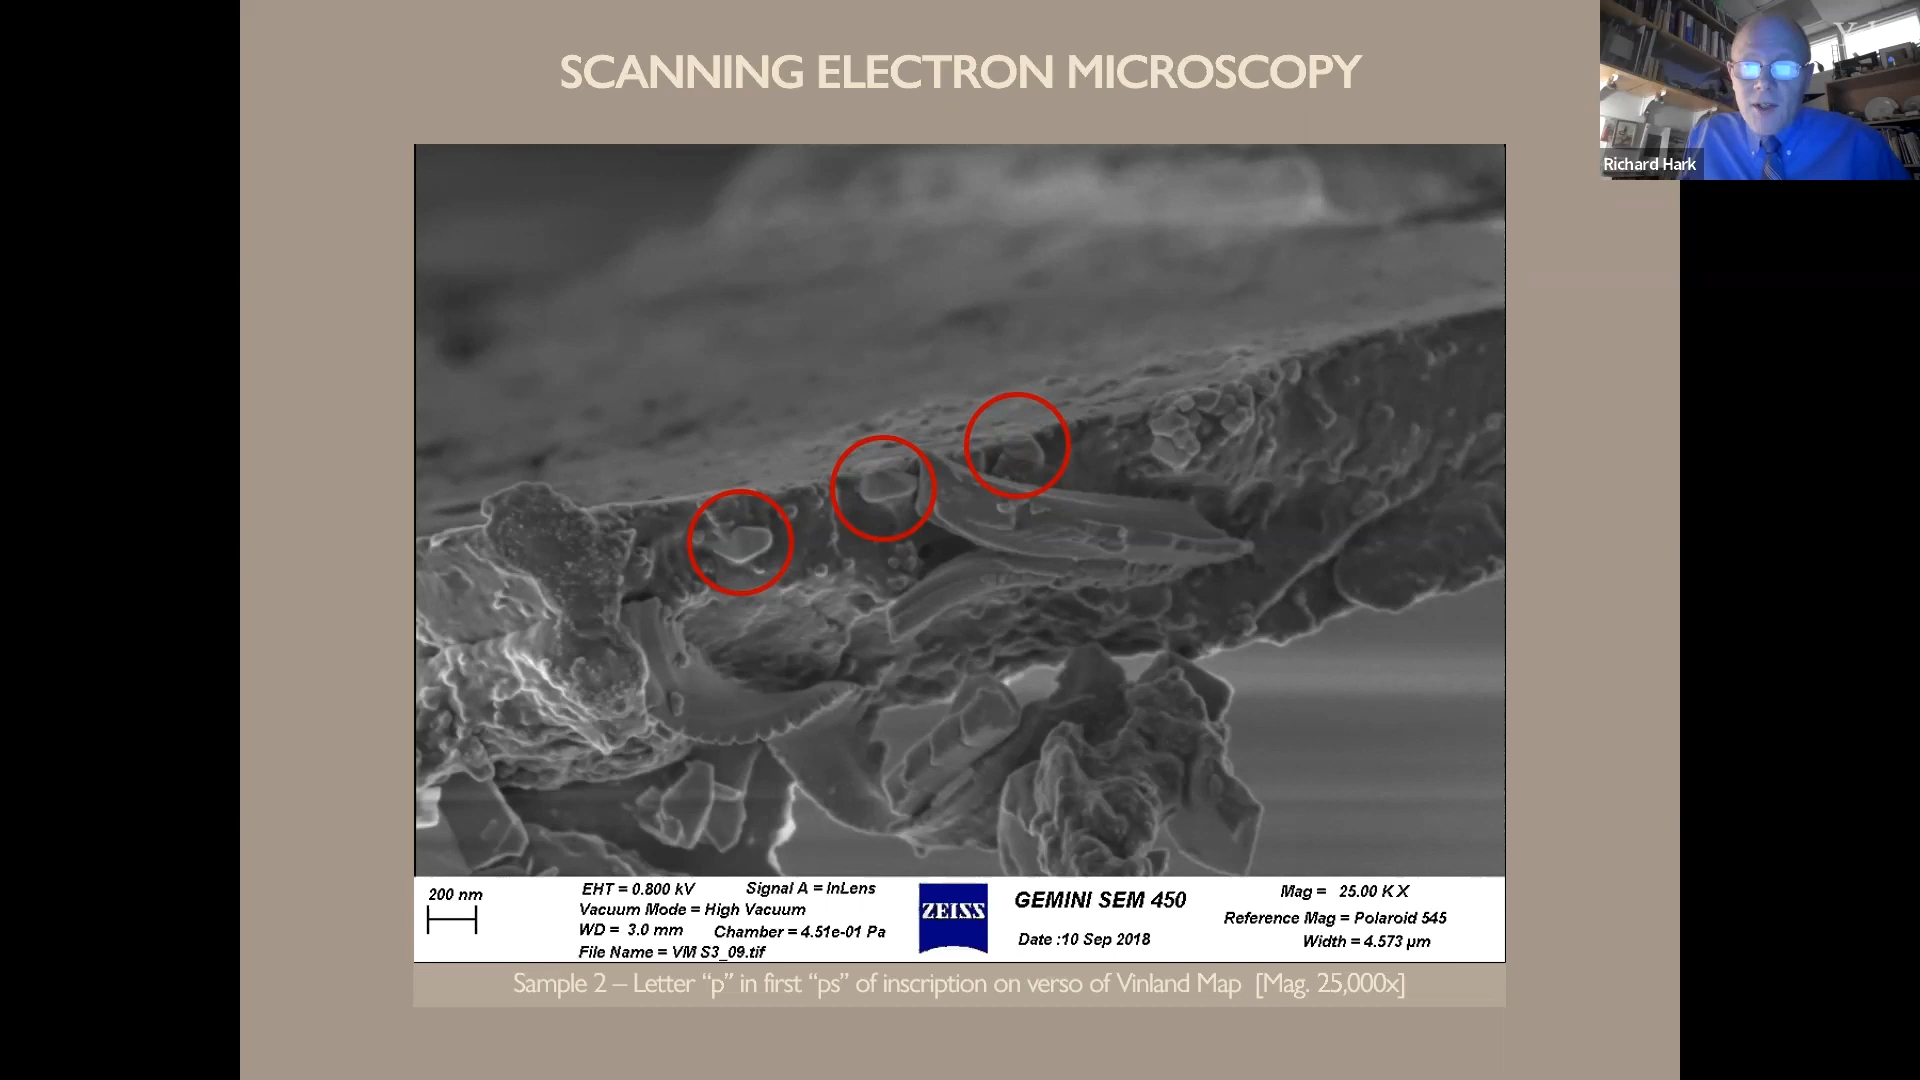 SCANNING ELECTRON MICROSCOPY
Richard Hark
200 nm
EHT = 0.800 kV Signal A = InLens
Vacuum Mode = High Vacuum
WD = 3.0 mm Chamber = 4.51e-01 Pa
File Name = VM S3_09.tif
ZEISS
GEMINI SEM 450
Date :10 Sep 2018
Mag = 25.00 K X
Reference Mag = Polaroid 545
Width = 4.573 µm
Sample 2 – Letter “p” in first “ps” of inscription on verso of Vinland Map [Mag. 25,000x]